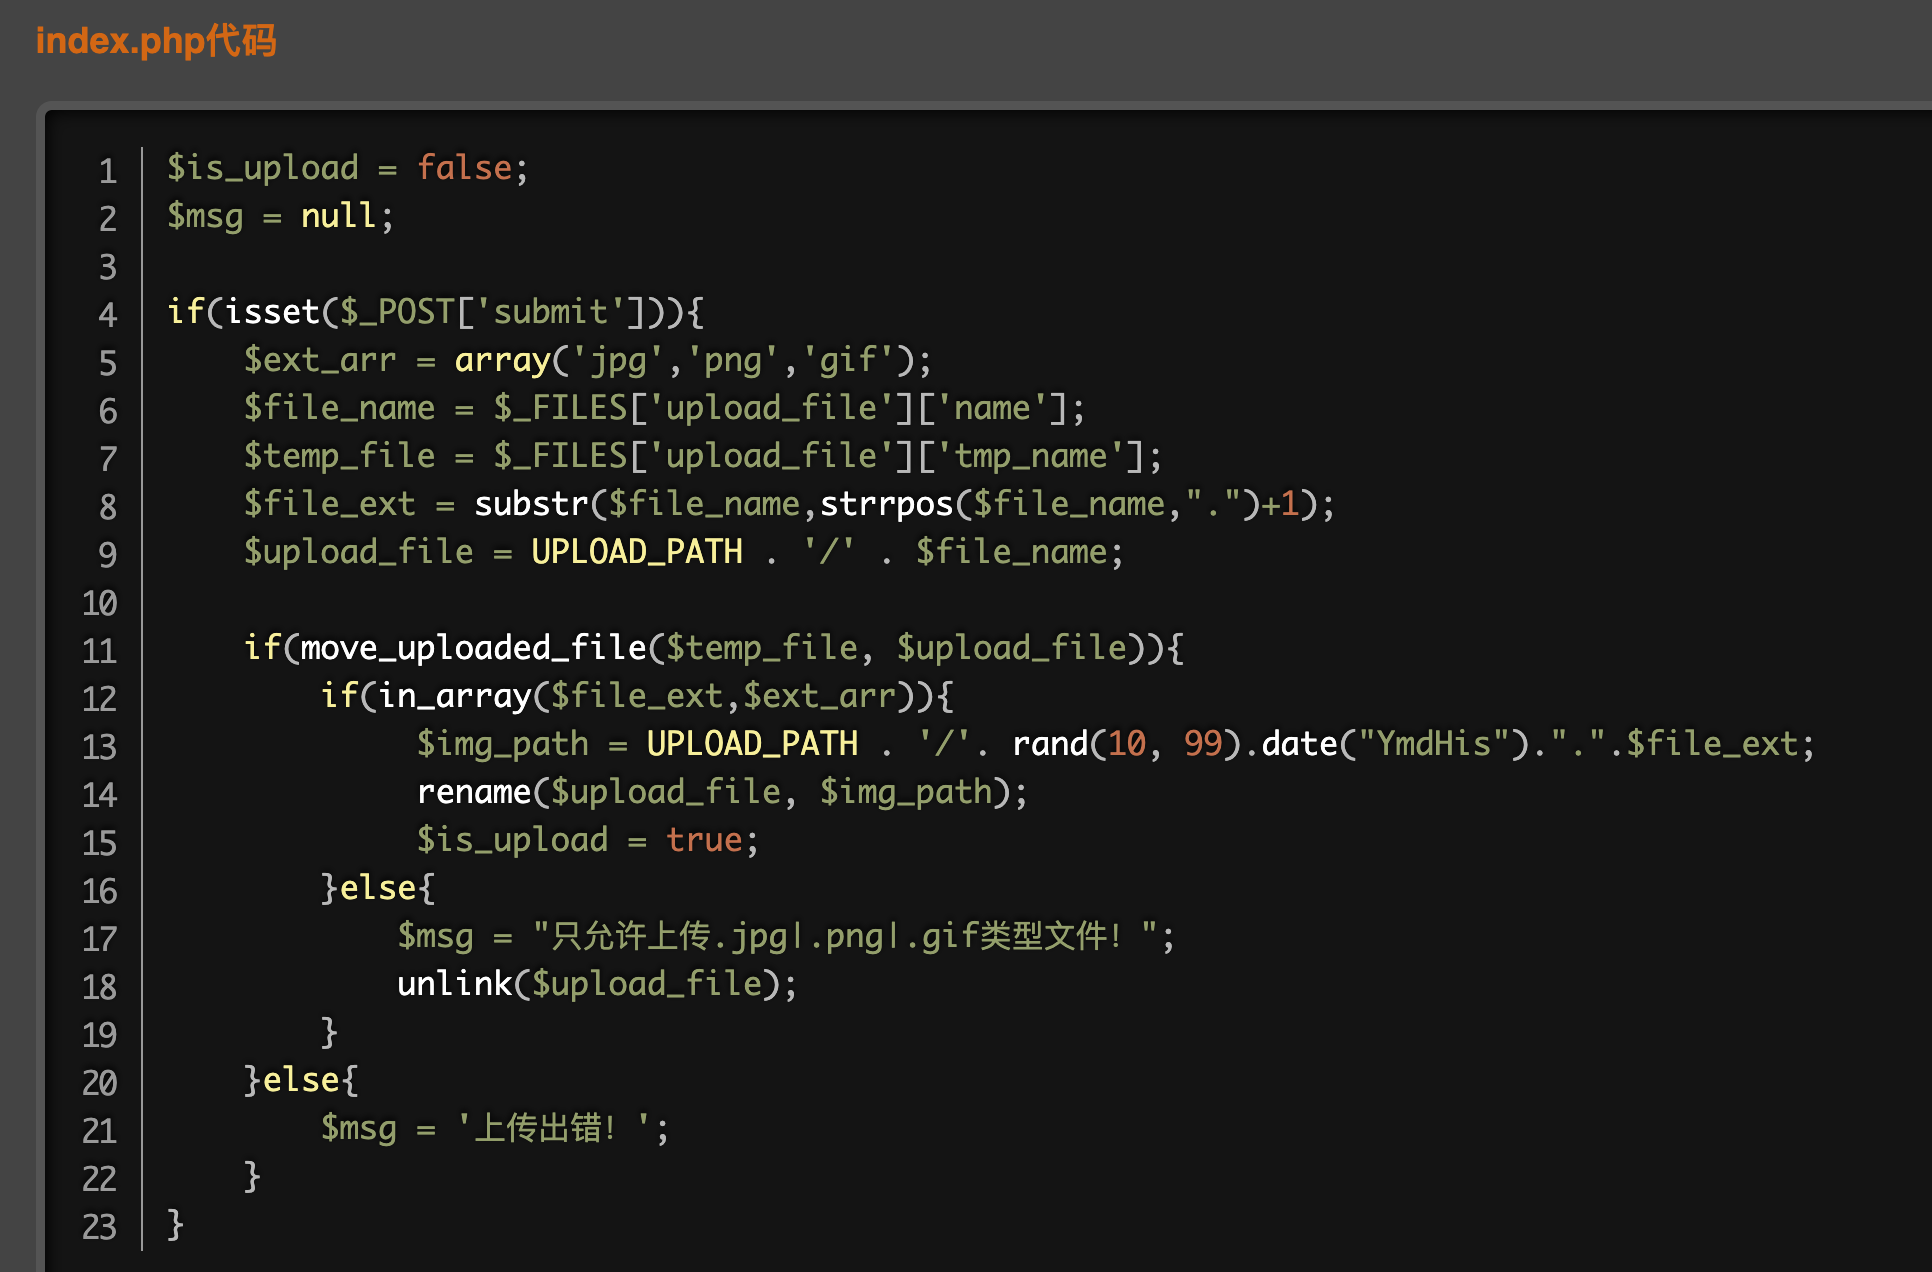 index.php代码
1 $is_upload = false;
2 $msg = null;
3
4 if(isset($_POST['submit'])){
5     $ext_arr = array('jpg','png','gif');
6     $file_name = $_FILES['upload_file']['name'];
7     $temp_file = $_FILES['upload_file']['tmp_name'];
8     $file_ext = substr($file_name,strrpos($file_name,".")+1);
9     $upload_file = UPLOAD_PATH . '/' . $file_name;
10
11     if(move_uploaded_file($temp_file, $upload_file)){
12         if(in_array($file_ext,$ext_arr)){
13              $img_path = UPLOAD_PATH . '/'. rand(10, 99).date("YmdHis").".".$file_ext;
14              rename($upload_file, $img_path);
15              $is_upload = true;
16         }else{
17             $msg = "只允许上传.jpg|.png|.gif类型文件！";
18             unlink($upload_file);
19         }
20     }else{
21         $msg = '上传出错！';
22     }
23 }